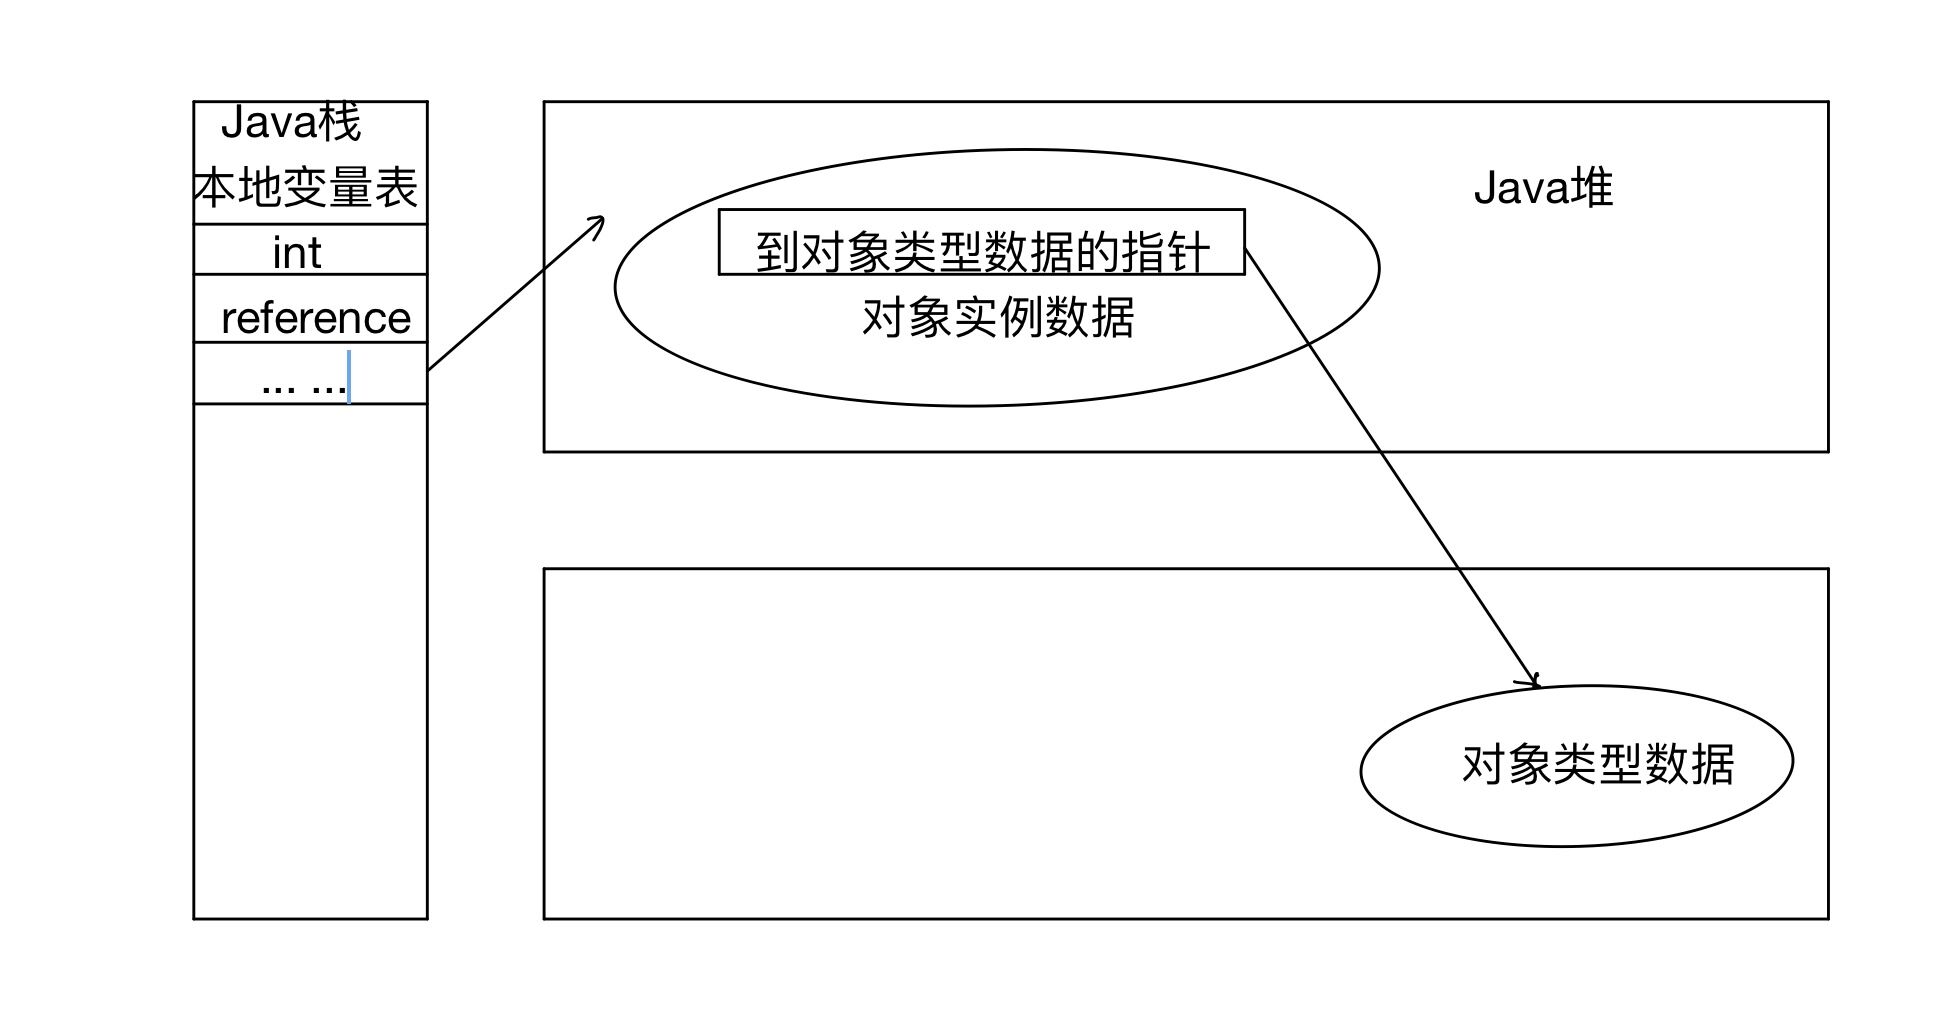 Java栈
本地变量表
int
reference
... ...
Java堆
到对象类型数据的指针
对象实例数据
对象类型数据